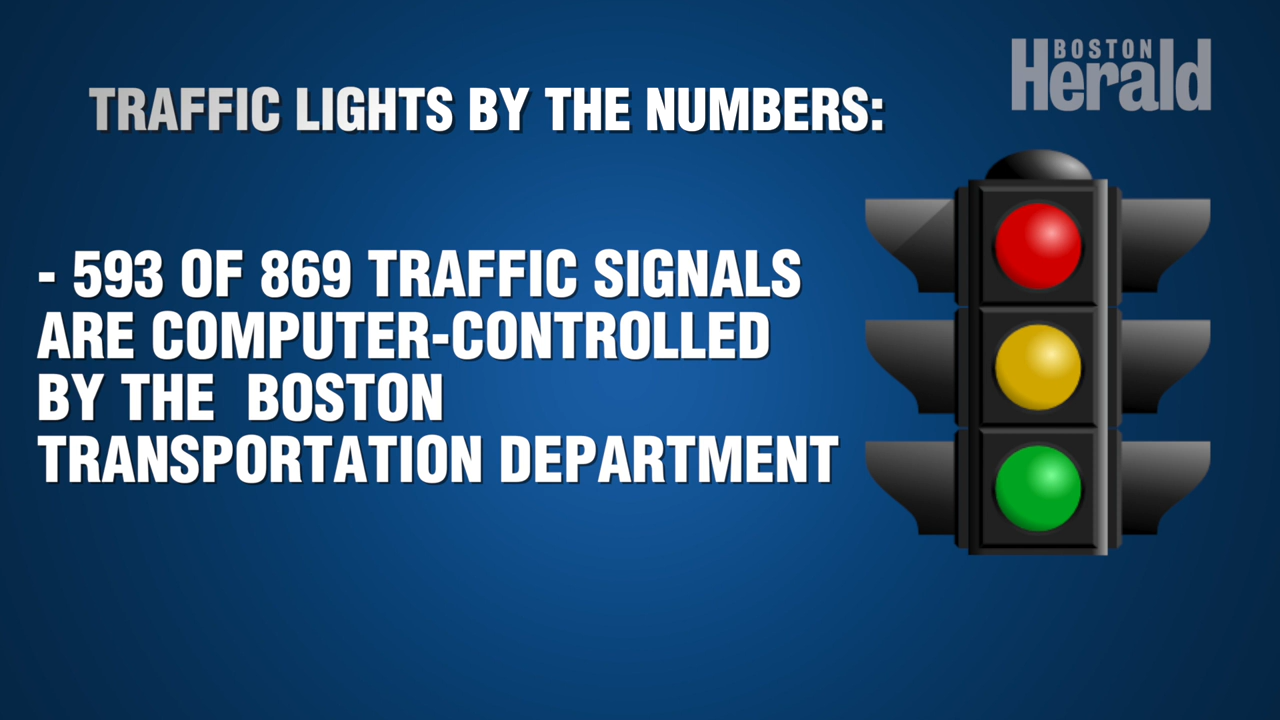 BOSTON
Herald
TRAFFIC LIGHTS BY THE NUMBERS:
- 593 OF 869 TRAFFIC SIGNALS
ARE COMPUTER-CONTROLLED
BY THE  BOSTON
TRANSPORTATION DEPARTMENT